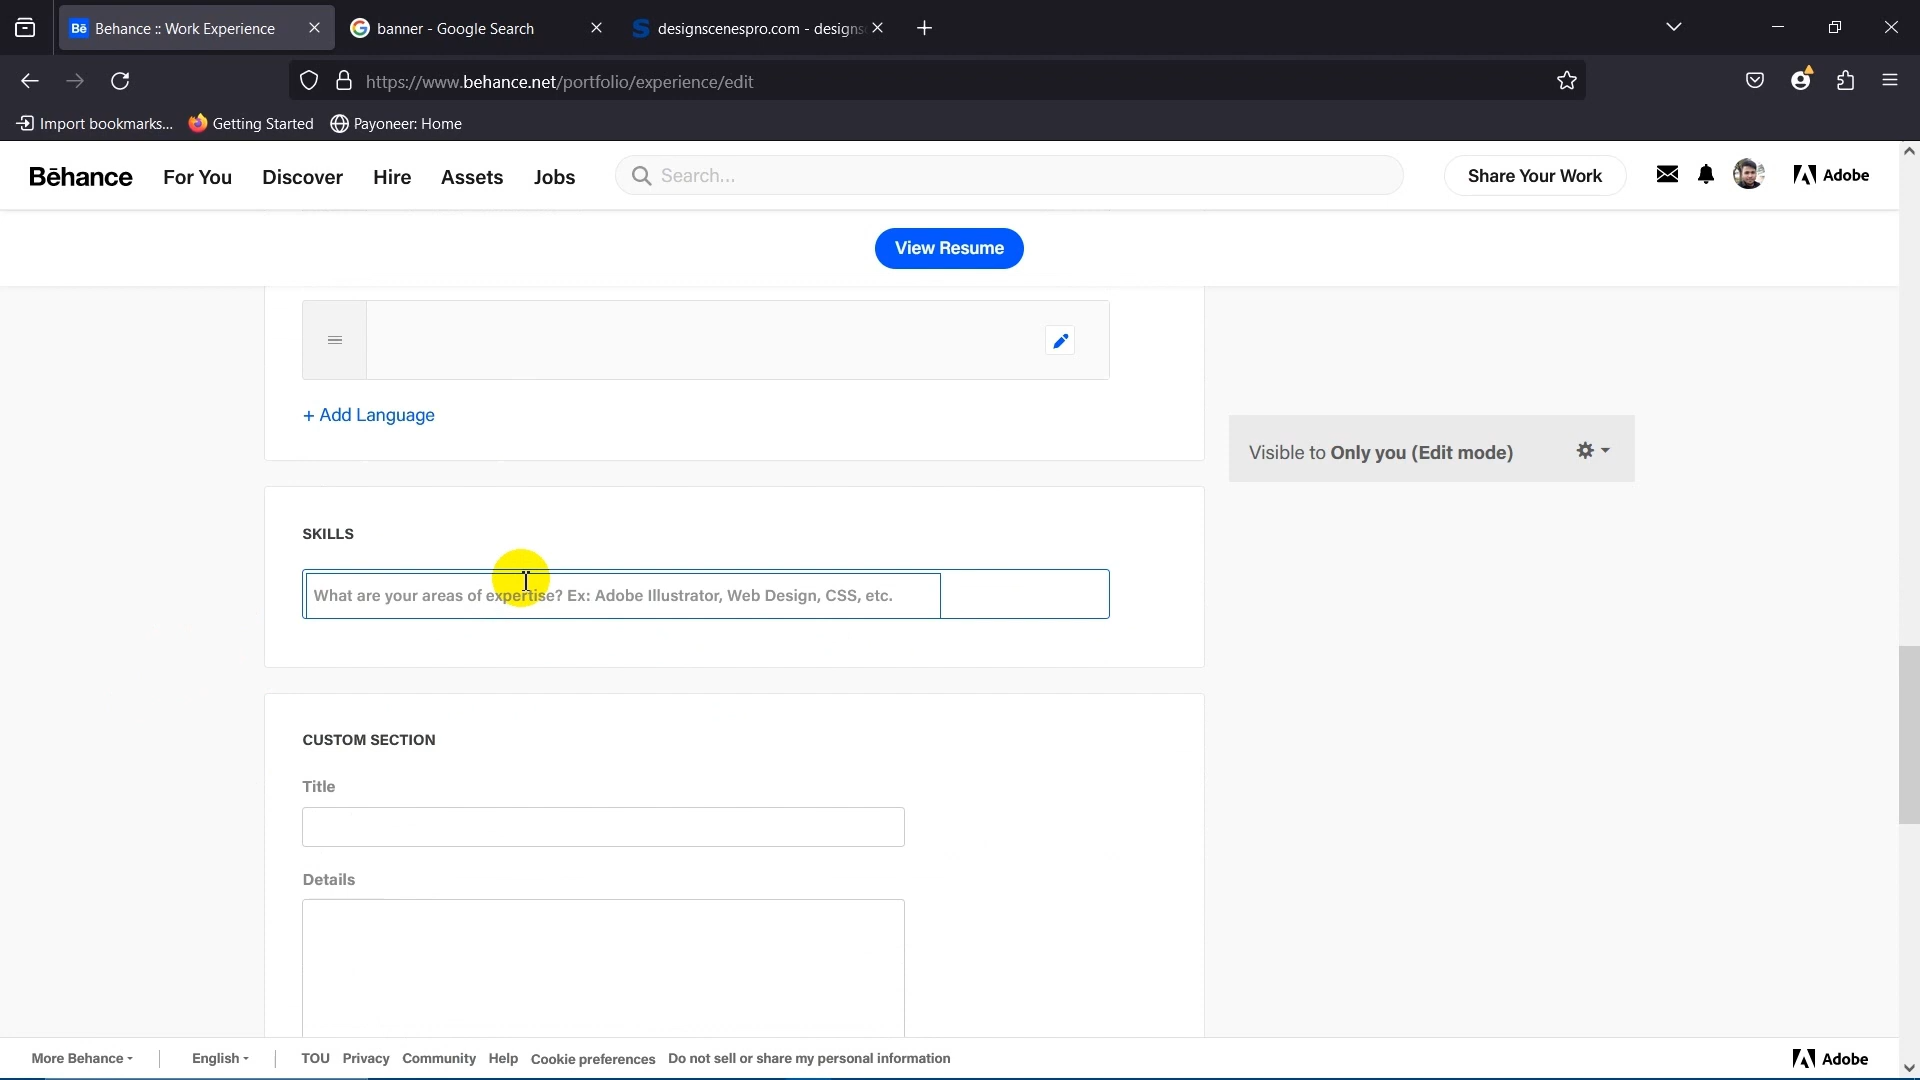 Bē Behance :: Work Experience
banner - Google Search
designscenespro.com - designs
https://www.behance.net/portfolio/experience/edit
Import bookmarks...
Getting Started
Payoneer: Home
Bēhance
For You
Discover
Hire
Assets
Jobs
Search...
Share Your Work
Adobe
View Resume
+ Add Language
Visible to Only you (Edit mode)
SKILLS
What are your areas of expertise? Ex: Adobe Illustrator, Web Design, CSS, etc.
CUSTOM SECTION
Title
Details
More Behance
English
TOU
Privacy
Community
Help
Cookie preferences
Do not sell or share my personal information
Adobe